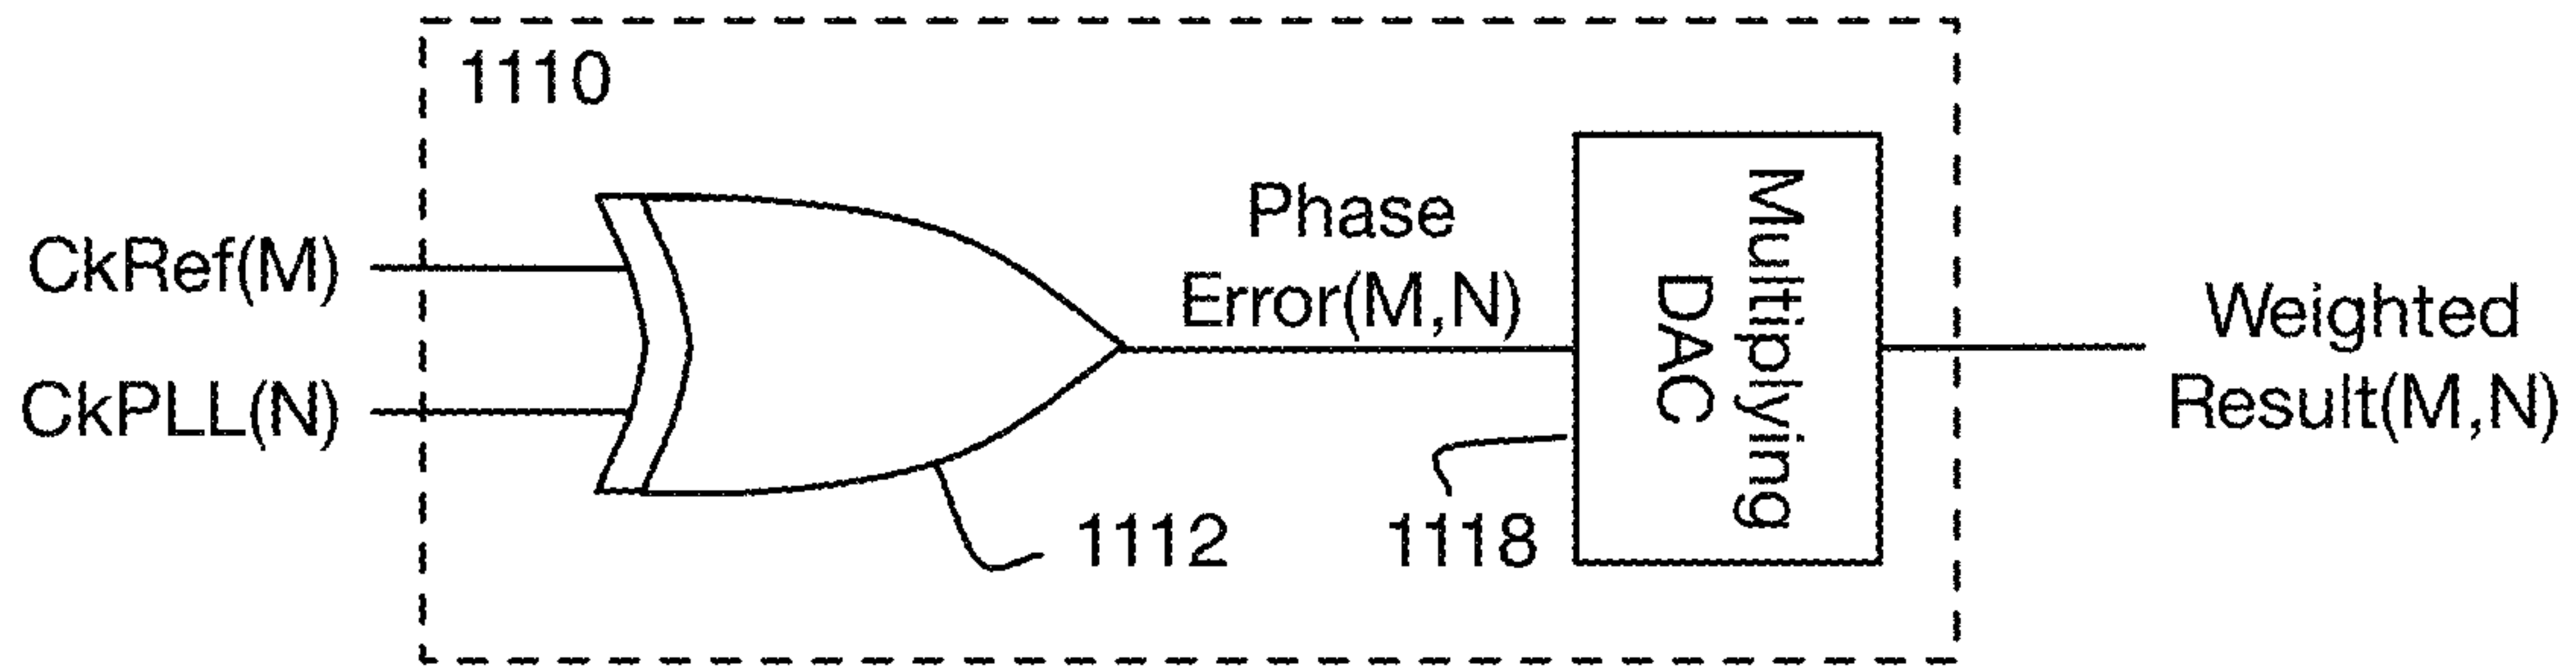 1110
CkRef(M)
CkPLL(N)
Phase
Error(M,N)
1112
1118
Multiplying
DAC
Weighted
Result(M,N)